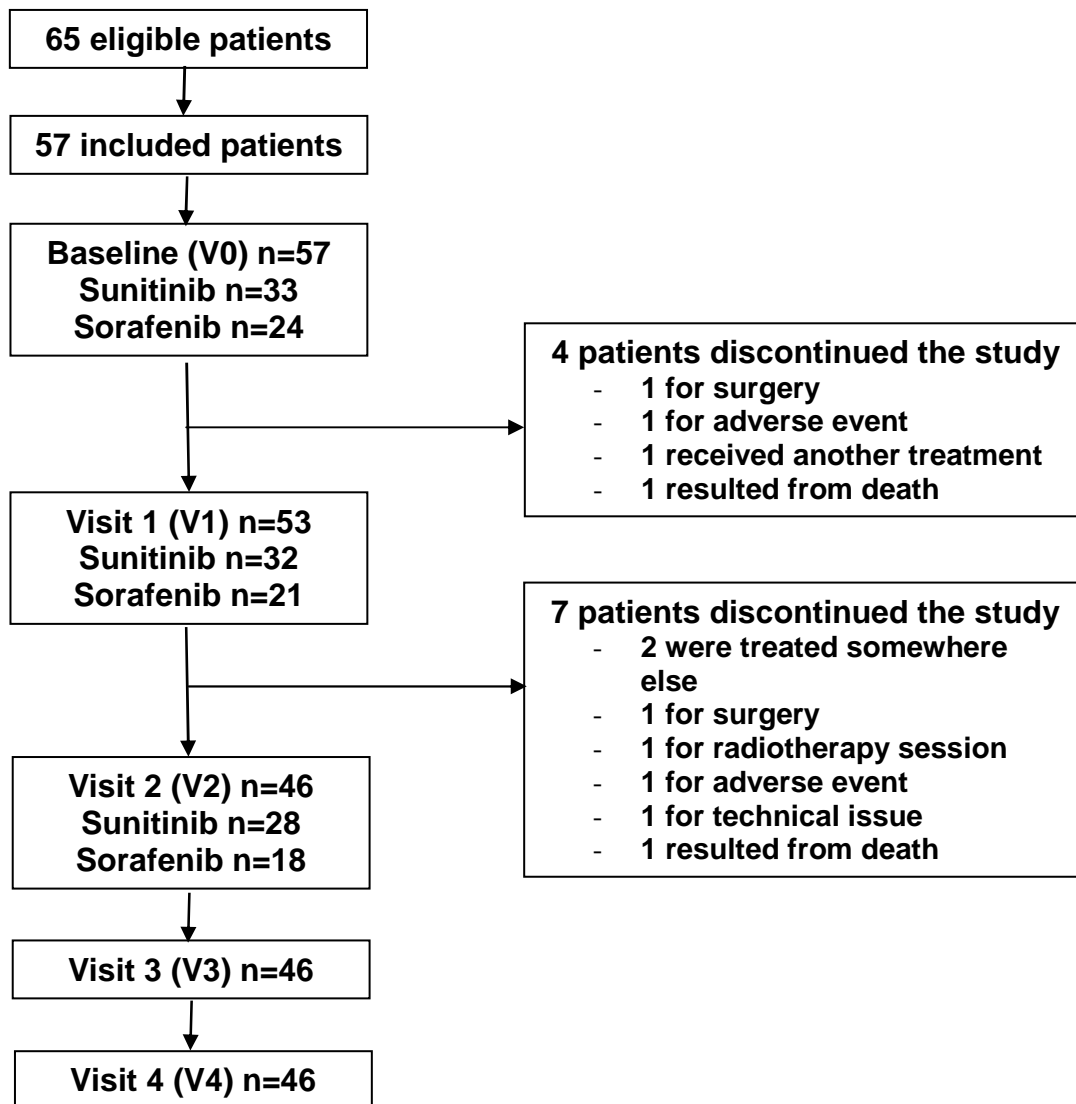 65 eligible patients
57 included patients
Baseline (V0) n=57
Sunitinib n=33
Sorafenib n=24
4 patients discontinued the study
- 1 for surgery
- 1 for adverse event
- 1 received another treatment
- 1 resulted from death
Visit 1 (V1) n=53
Sunitinib n=32
Sorafenib n=21
7 patients discontinued the study
- 2 were treated somewhere
else
- 1 for surgery
- 1 for radiotherapy session
- 1 for adverse event
- 1 for technical issue
- 1 resulted from death
Visit 2 (V2) n=46
Sunitinib n=28
Sorafenib n=18
Visit 3 (V3) n=46
Visit 4 (V4) n=46